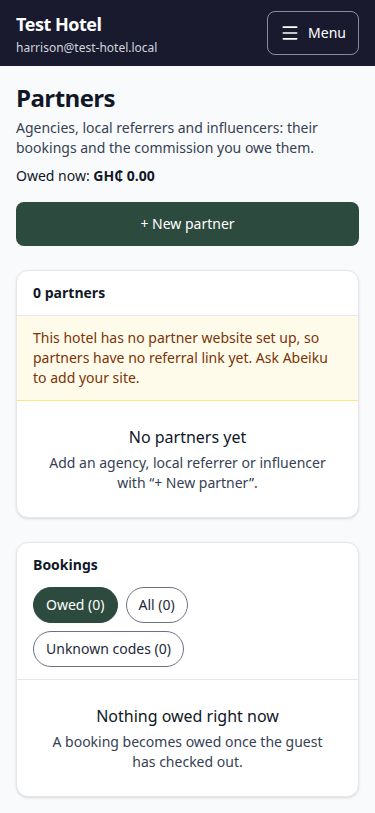 Test Hotel
harrison@test-hotel.local
Menu
Partners
Agencies, local referrers and influencers: their
bookings and the commission you owe them.
Owed now: GH₵ 0.00
+ New partner
0 partners
This hotel has no partner website set up, so
partners have no referral link yet. Ask Abeiku
to add your site.
No partners yet
Add an agency, local referrer or influencer
with “+ New partner”.
Bookings
Owed (0)
All (0)
Unknown codes (0)
Nothing owed right now
A booking becomes owed once the guest
has checked out.